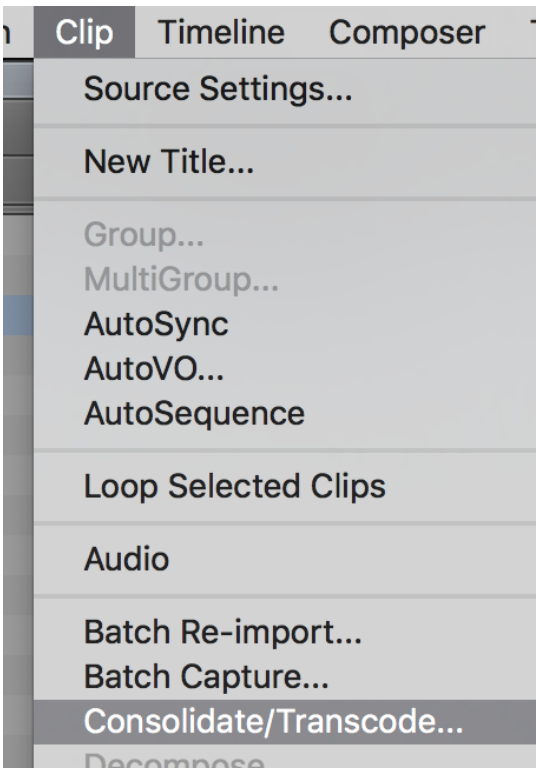 Clip Timeline Composer
Source Settings...
New Title...
Group...
MultiGroup...
AutoSync
AutoVO...
AutoSequence
Loop Selected Clips
Audio
Batch Re-import...
Batch Capture...
Consolidate/Transcode...
Decompose